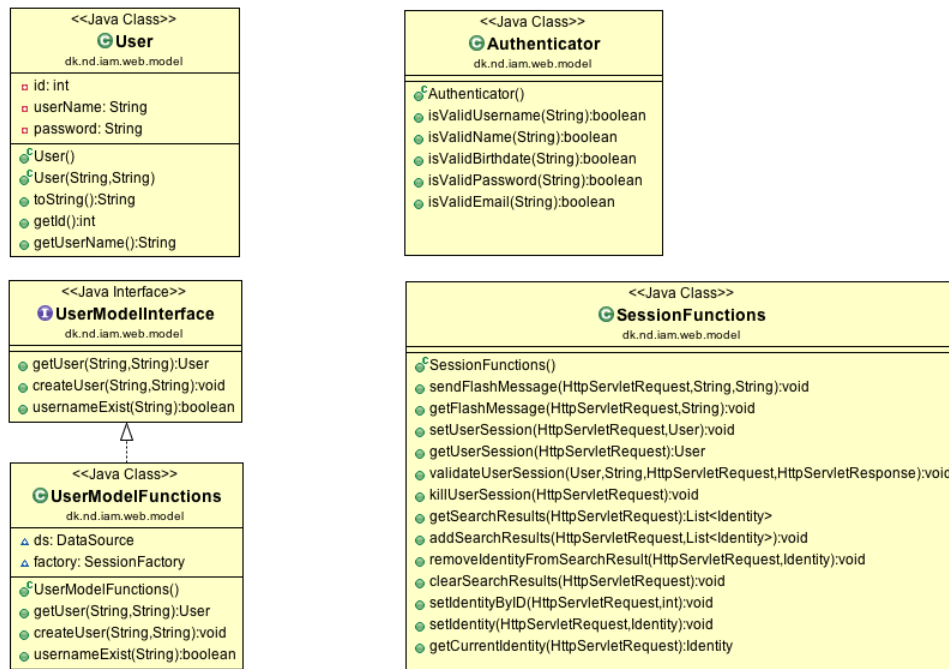 <<Java Class>>
User
dk.nd.iam.web.model
id: int
userName: String
password: String
User()
User(String,String)
toString():String
getId():int
getUserName():String
<<Java Class>>
Authenticator
dk.nd.iam.web.model
Authenticator()
isValidUsername(String):boolean
isValidName(String):boolean
isValidBirthdate(String):boolean
isValidPassword(String):boolean
isValidEmail(String):boolean
<<Java Interface>>
UserModelInterface
dk.nd.iam.web.model
getUser(String,String):User
createUser(String,String):void
usernameExist(String):boolean
<<Java Class>>
UserModelFunctions
dk.nd.iam.web.model
ds: DataSource
factory: SessionFactory
UserModelFunctions()
getUser(String,String):User
createUser(String,String):void
usernameExist(String):boolean
<<Java Class>>
SessionFunctions
dk.nd.iam.web.model
SessionFunctions()
sendFlashMessage(HttpServletRequest,String,String):void
getFlashMessage(HttpServletRequest,String):void
setUserSession(HttpServletRequest,User):void
getUserSession(HttpServletRequest):User
validateUserSession(User,String,HttpServletRequest,HttpServletResponse):void
killUserSession(HttpServletRequest):void
getSearchResults(HttpServletRequest):List<Identity>
addSearchResults(HttpServletRequest,List<Identity>):void
removeIdentityFromSearchResult(HttpServletRequest,Identity):void
clearSearchResults(HttpServletRequest):void
setIdentityByID(HttpServletRequest,int):void
setIdentity(HttpServletRequest,Identity):void
getCurrentIdentity(HttpServletRequest):Identity